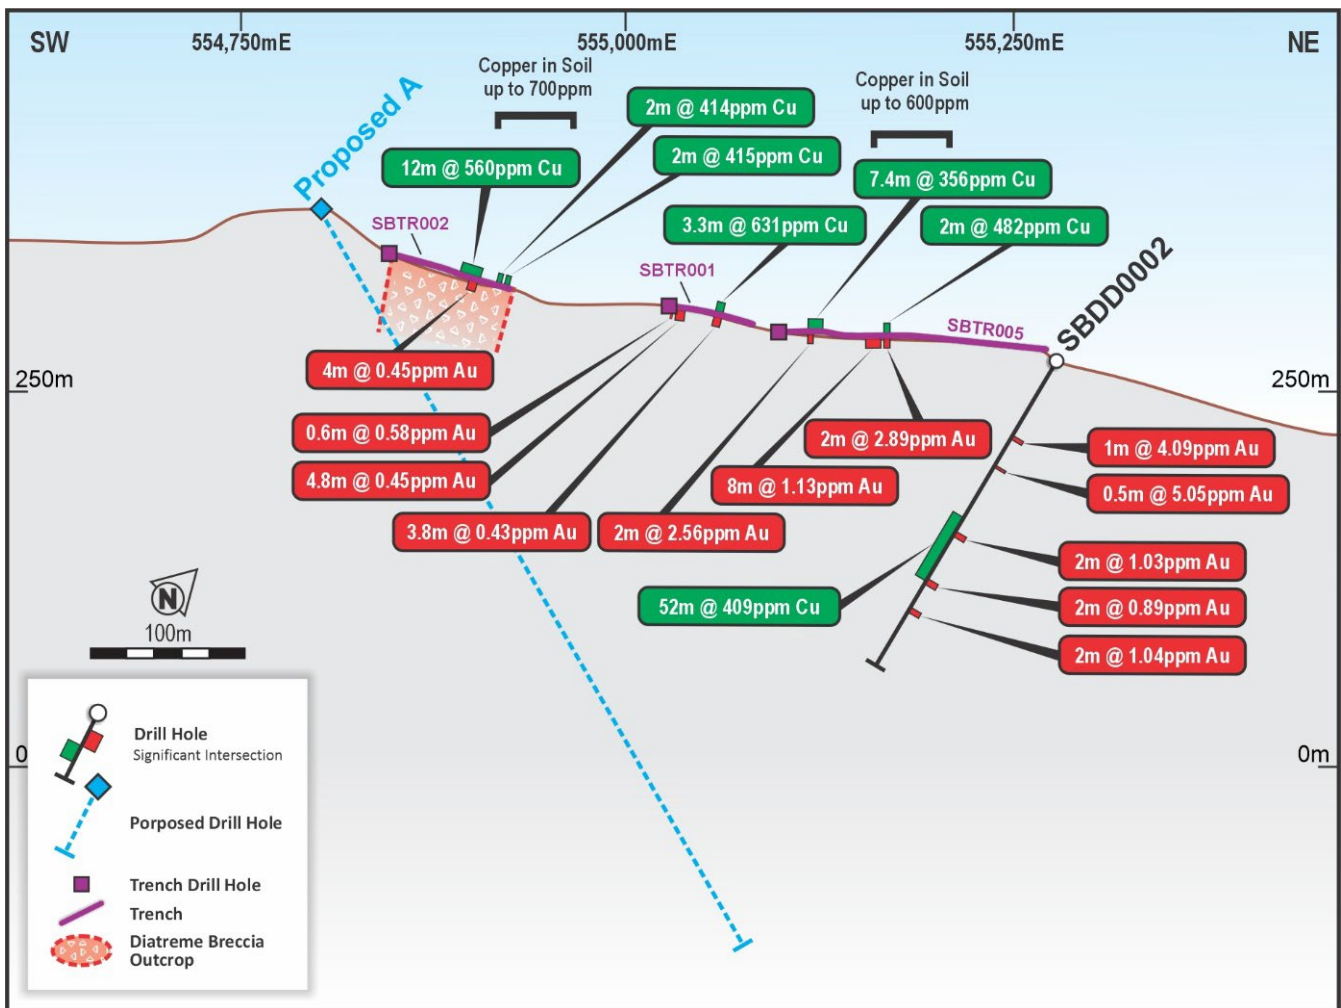 SW
554,750mE
555,000mE
555,250mE
NE
Copper in Soil
up to 700ppm
Copper in Soil
up to 600ppm
Proposed A
2m @ 414ppm Cu
2m @ 415ppm Cu
12m @ 560ppm Cu
7.4m @ 356ppm Cu
3.3m @ 631ppm Cu
2m @ 482ppm Cu
SBTR002
SBTR001
SBTR005
SBDD0002
250m
250m
4m @ 0.45ppm Au
0.6m @ 0.58ppm Au
4.8m @ 0.45ppm Au
3.8m @ 0.43ppm Au
2m @ 2.56ppm Au
8m @ 1.13ppm Au
2m @ 2.89ppm Au
1m @ 4.09ppm Au
0.5m @ 5.05ppm Au
2m @ 1.03ppm Au
2m @ 0.89ppm Au
2m @ 1.04ppm Au
52m @ 409ppm Cu
N
100m
0
0m
Drill Hole
Significant Intersection
Porposed Drill Hole
Trench Drill Hole
Trench
Diatreme Breccia
Outcrop